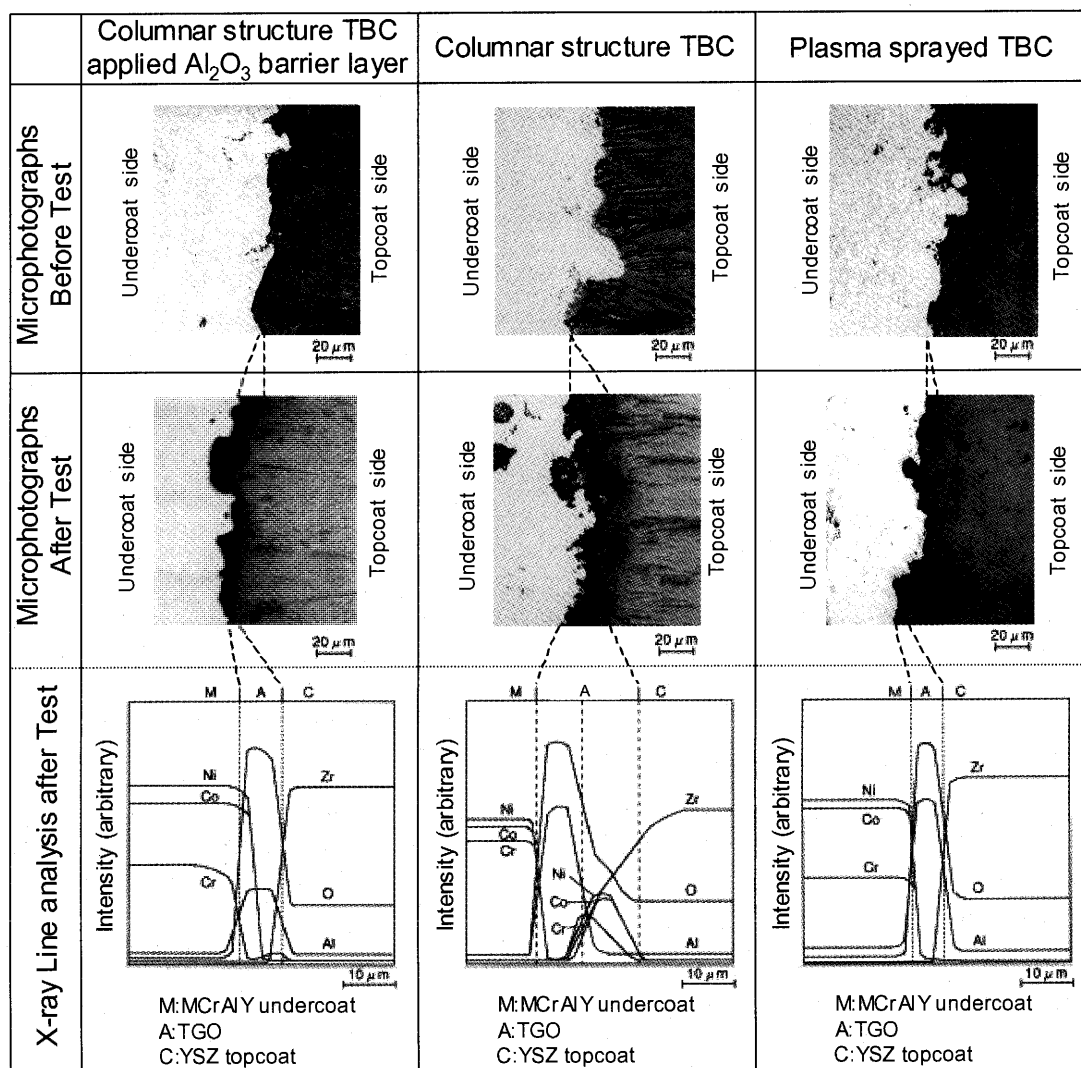 Columnar structure TBC
applied Al₂O₃ barrier layer
Columnar structure TBC
Plasma sprayed TBC
Microphotographs
Before Test
Undercoat side
Topcoat side
20 μm
Undercoat side
Topcoat side
20 μm
Undercoat side
Topcoat side
20 μm
Microphotographs
After Test
Undercoat side
Topcoat side
20 μm
Undercoat side
Topcoat side
20 μm
Undercoat side
Topcoat side
20 μm
X-ray Line analysis after Test
Intensity (arbitrary)
M A C
Ni
Co
Cr
Zr
O
Al
10 μm
M:MCrAlY undercoat
A:TGO
C:YSZ topcoat
Intensity (arbitrary)
M A C
Ni
Co
Cr
Ni
Co
Cr
Zr
O
Al
10 μm
M:MCrAlY undercoat
A:TGO
C:YSZ topcoat
Intensity (arbitrary)
M A C
Ni
Co
Cr
Zr
O
Al
10 μm
M:MCrAlY undercoat
A:TGO
C:YSZ topcoat